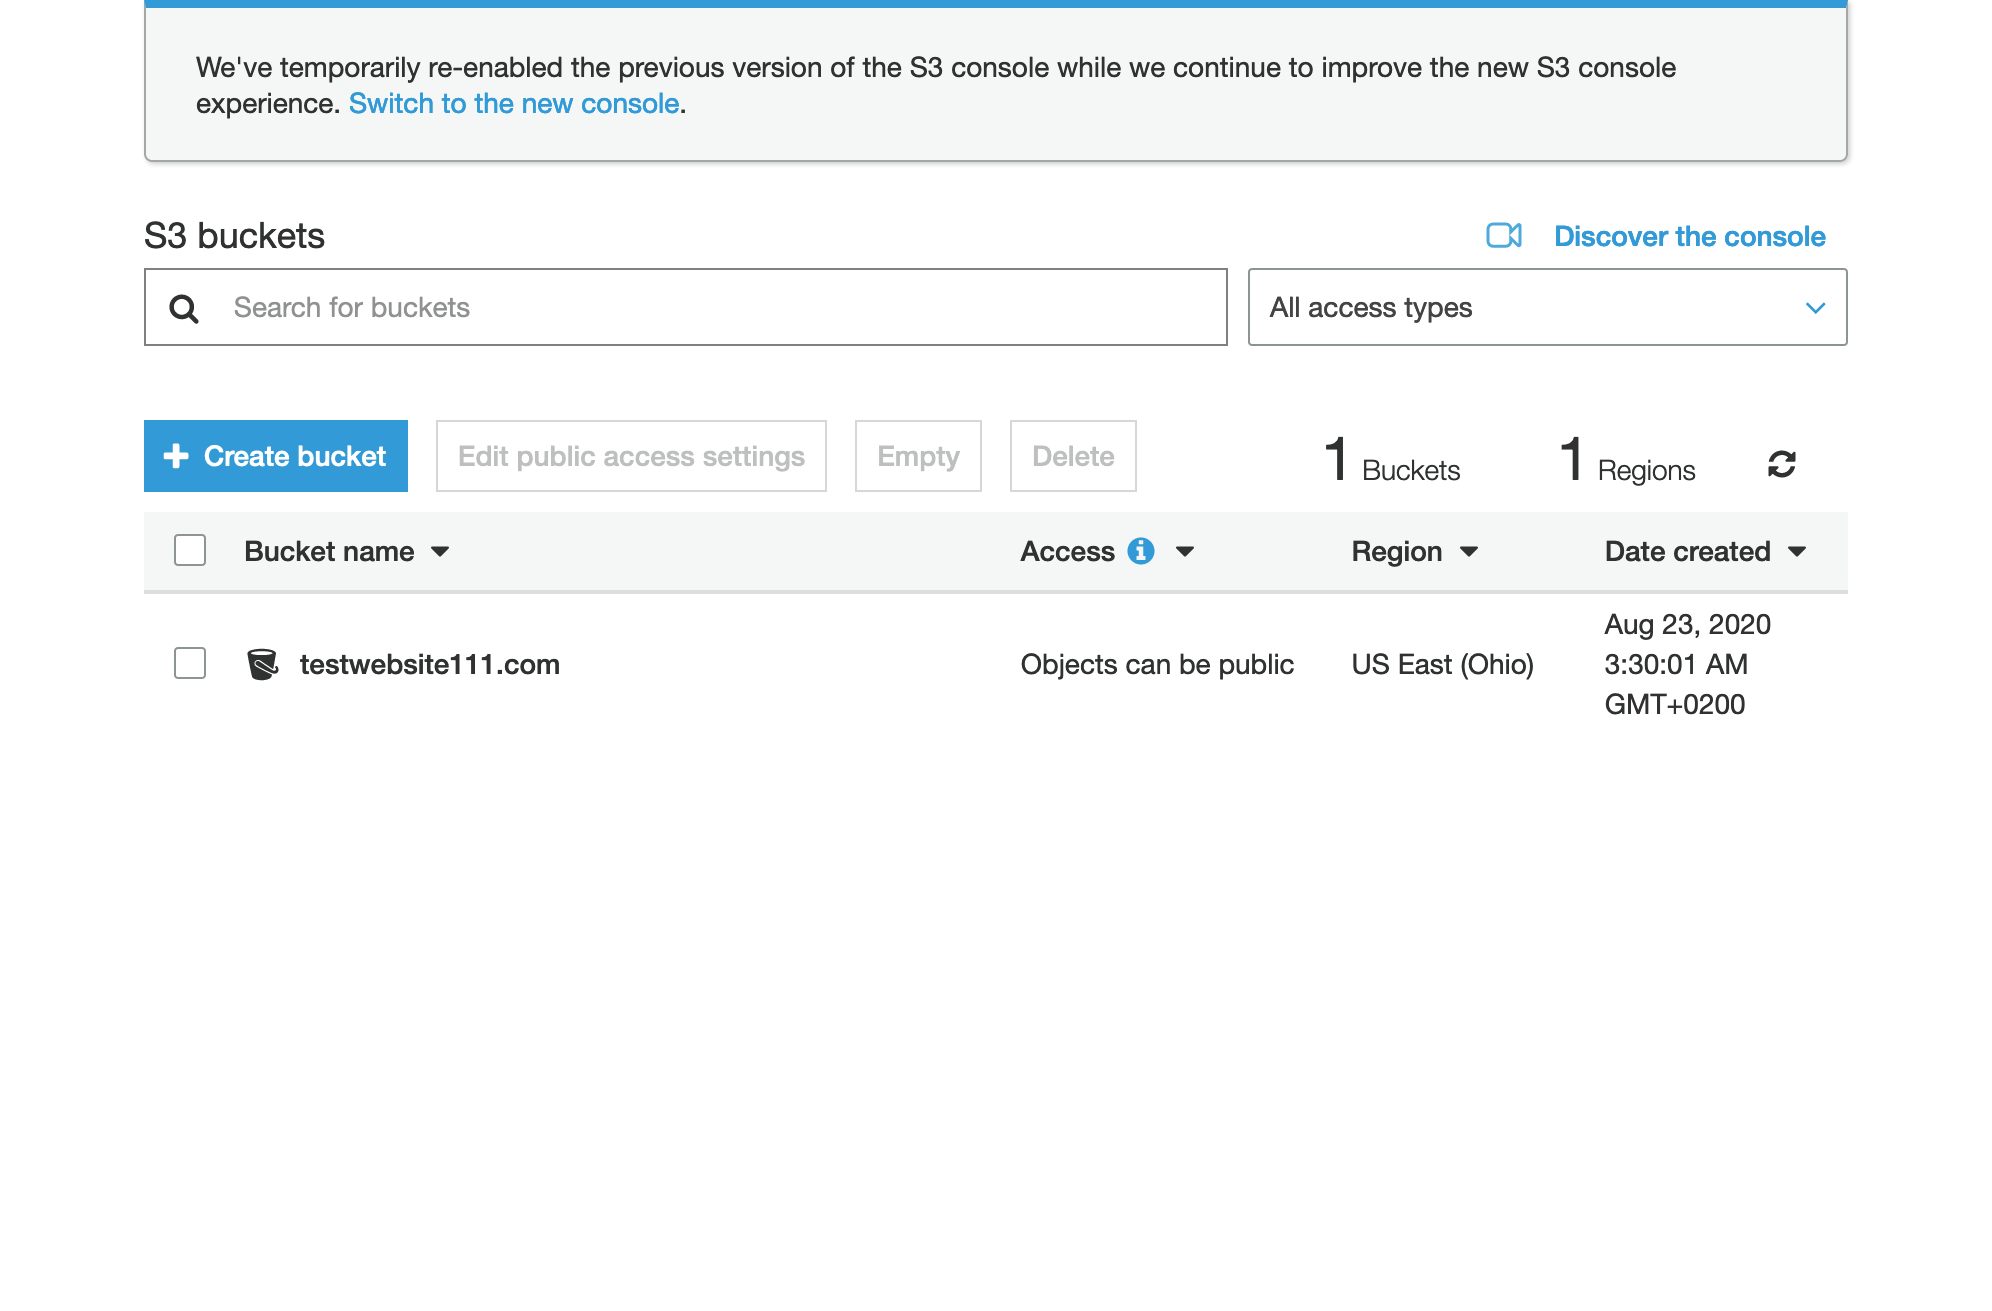 We've temporarily re-enabled the previous version of the S3 console while we continue to improve the new S3 console
experience. Switch to the new console.
S3 buckets
Discover the console
Search for buckets
All access types
Create bucket
Edit public access settings
Empty
Delete
1 Buckets
1 Regions
Bucket name
Access
Region
Date created
testwebsite111.com
Objects can be public
US East (Ohio)
Aug 23, 2020
3:30:01 AM
GMT+0200